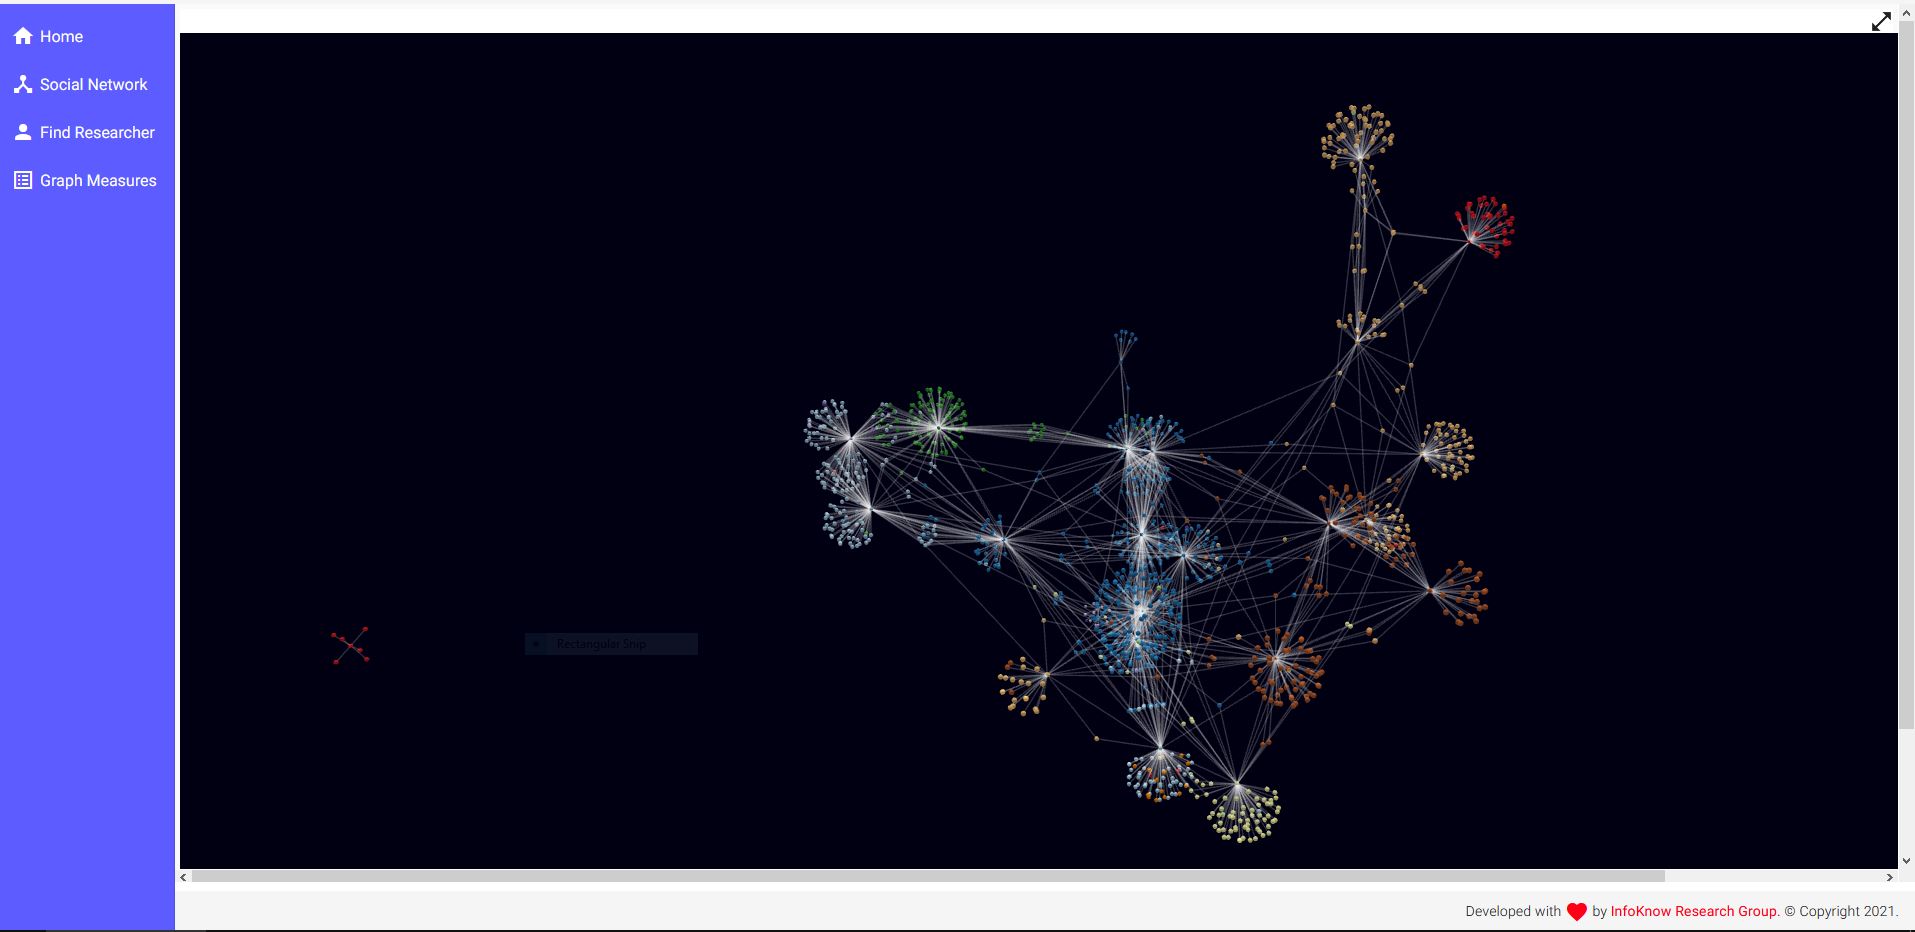 Home
Social Network
Find Researcher
Graph Measures
Rectangular Snip
Developed with by InfoKnow Research Group. © Copyright 2021.